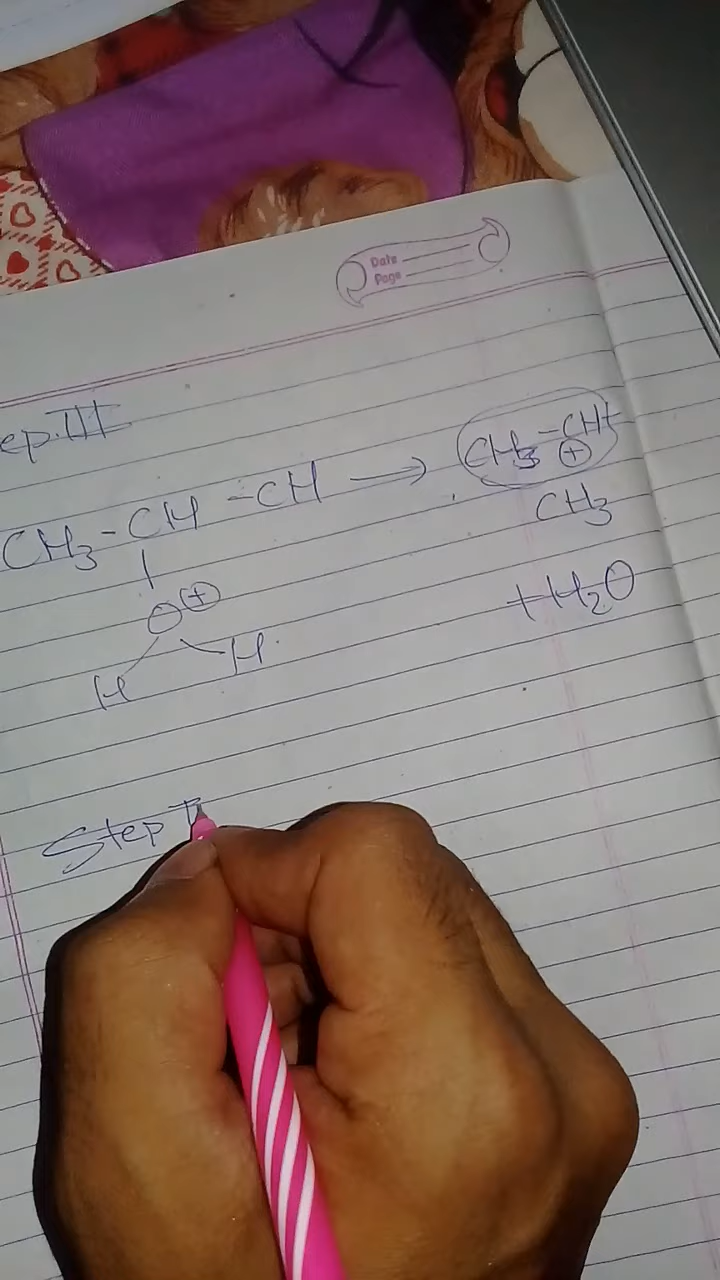 Date
Page
ep.III
CH3-CH-CH → CH3-CH+
⊕
CH3
O⊕
+H2O
H H
Step